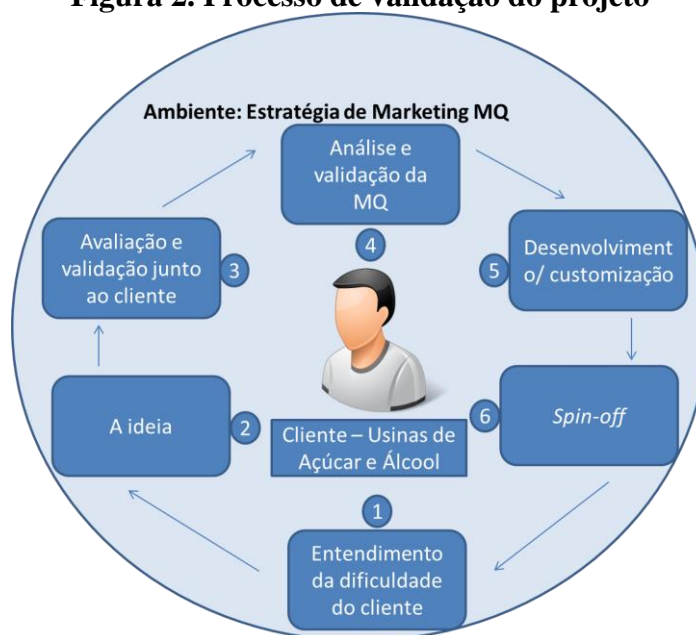 Figura 2. Processo de validação do projeto
Ambiente: Estratégia de Marketing MQ
Análise e
validação da
MQ
4
Avaliação e
validação junto
ao cliente
3
5
Desenvolviment
o/ customização
A ideia
2
Cliente – Usinas de
Açúcar e Álcool
6
Spin-off
1
Entendimento
da dificuldade
do cliente